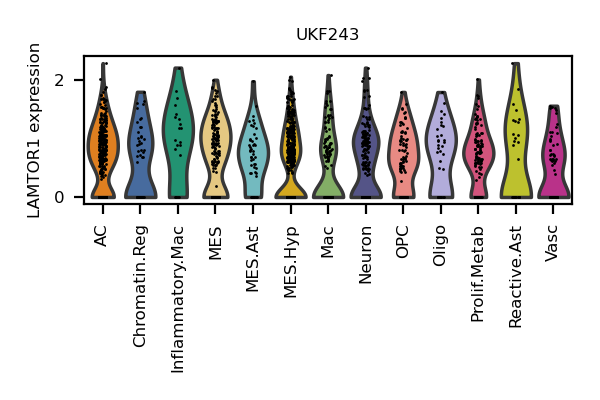 UKF243
LAMTOR1 expression
2
0
AC
Chromatin.Reg
Inflammatory.Mac
MES
MES.Ast
MES.Hyp
Mac
Neuron
OPC
Oligo
Prolif.Metab
Reactive.Ast
Vasc